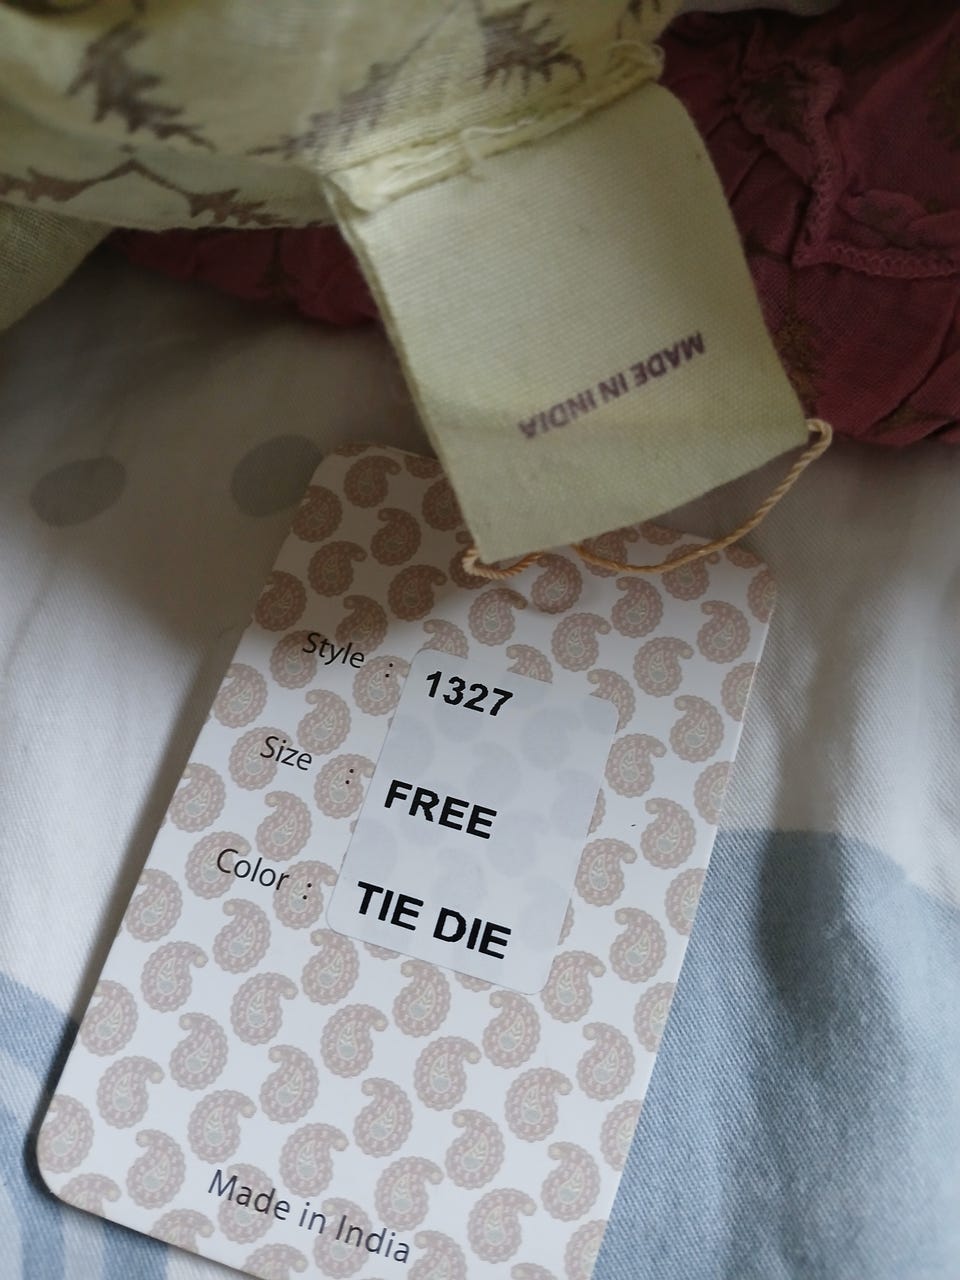 MADE IN INDIA
Style : 1327
Size : FREE
Color : TIE DIE
Made in India